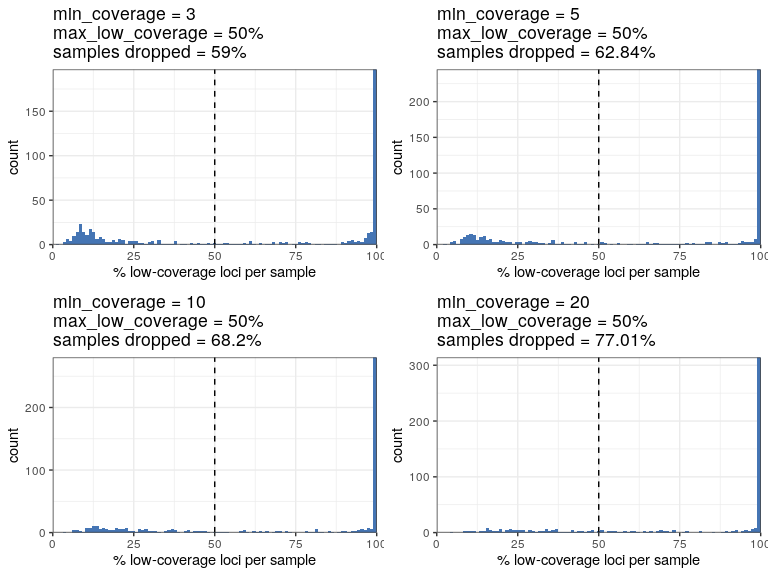 min_coverage = 3
max_low_coverage = 50%
samples dropped = 59%
count
150
100
50
0
0 25 50 75 100
% low-coverage loci per sample
min_coverage = 5
max_low_coverage = 50%
samples dropped = 62.84%
count
200
150
100
50
0
0 25 50 75 100
% low-coverage loci per sample
min_coverage = 10
max_low_coverage = 50%
samples dropped = 68.2%
count
200
100
0
0 25 50 75 100
% low-coverage loci per sample
min_coverage = 20
max_low_coverage = 50%
samples dropped = 77.01%
count
300
200
100
0
0 25 50 75 100
% low-coverage loci per sample